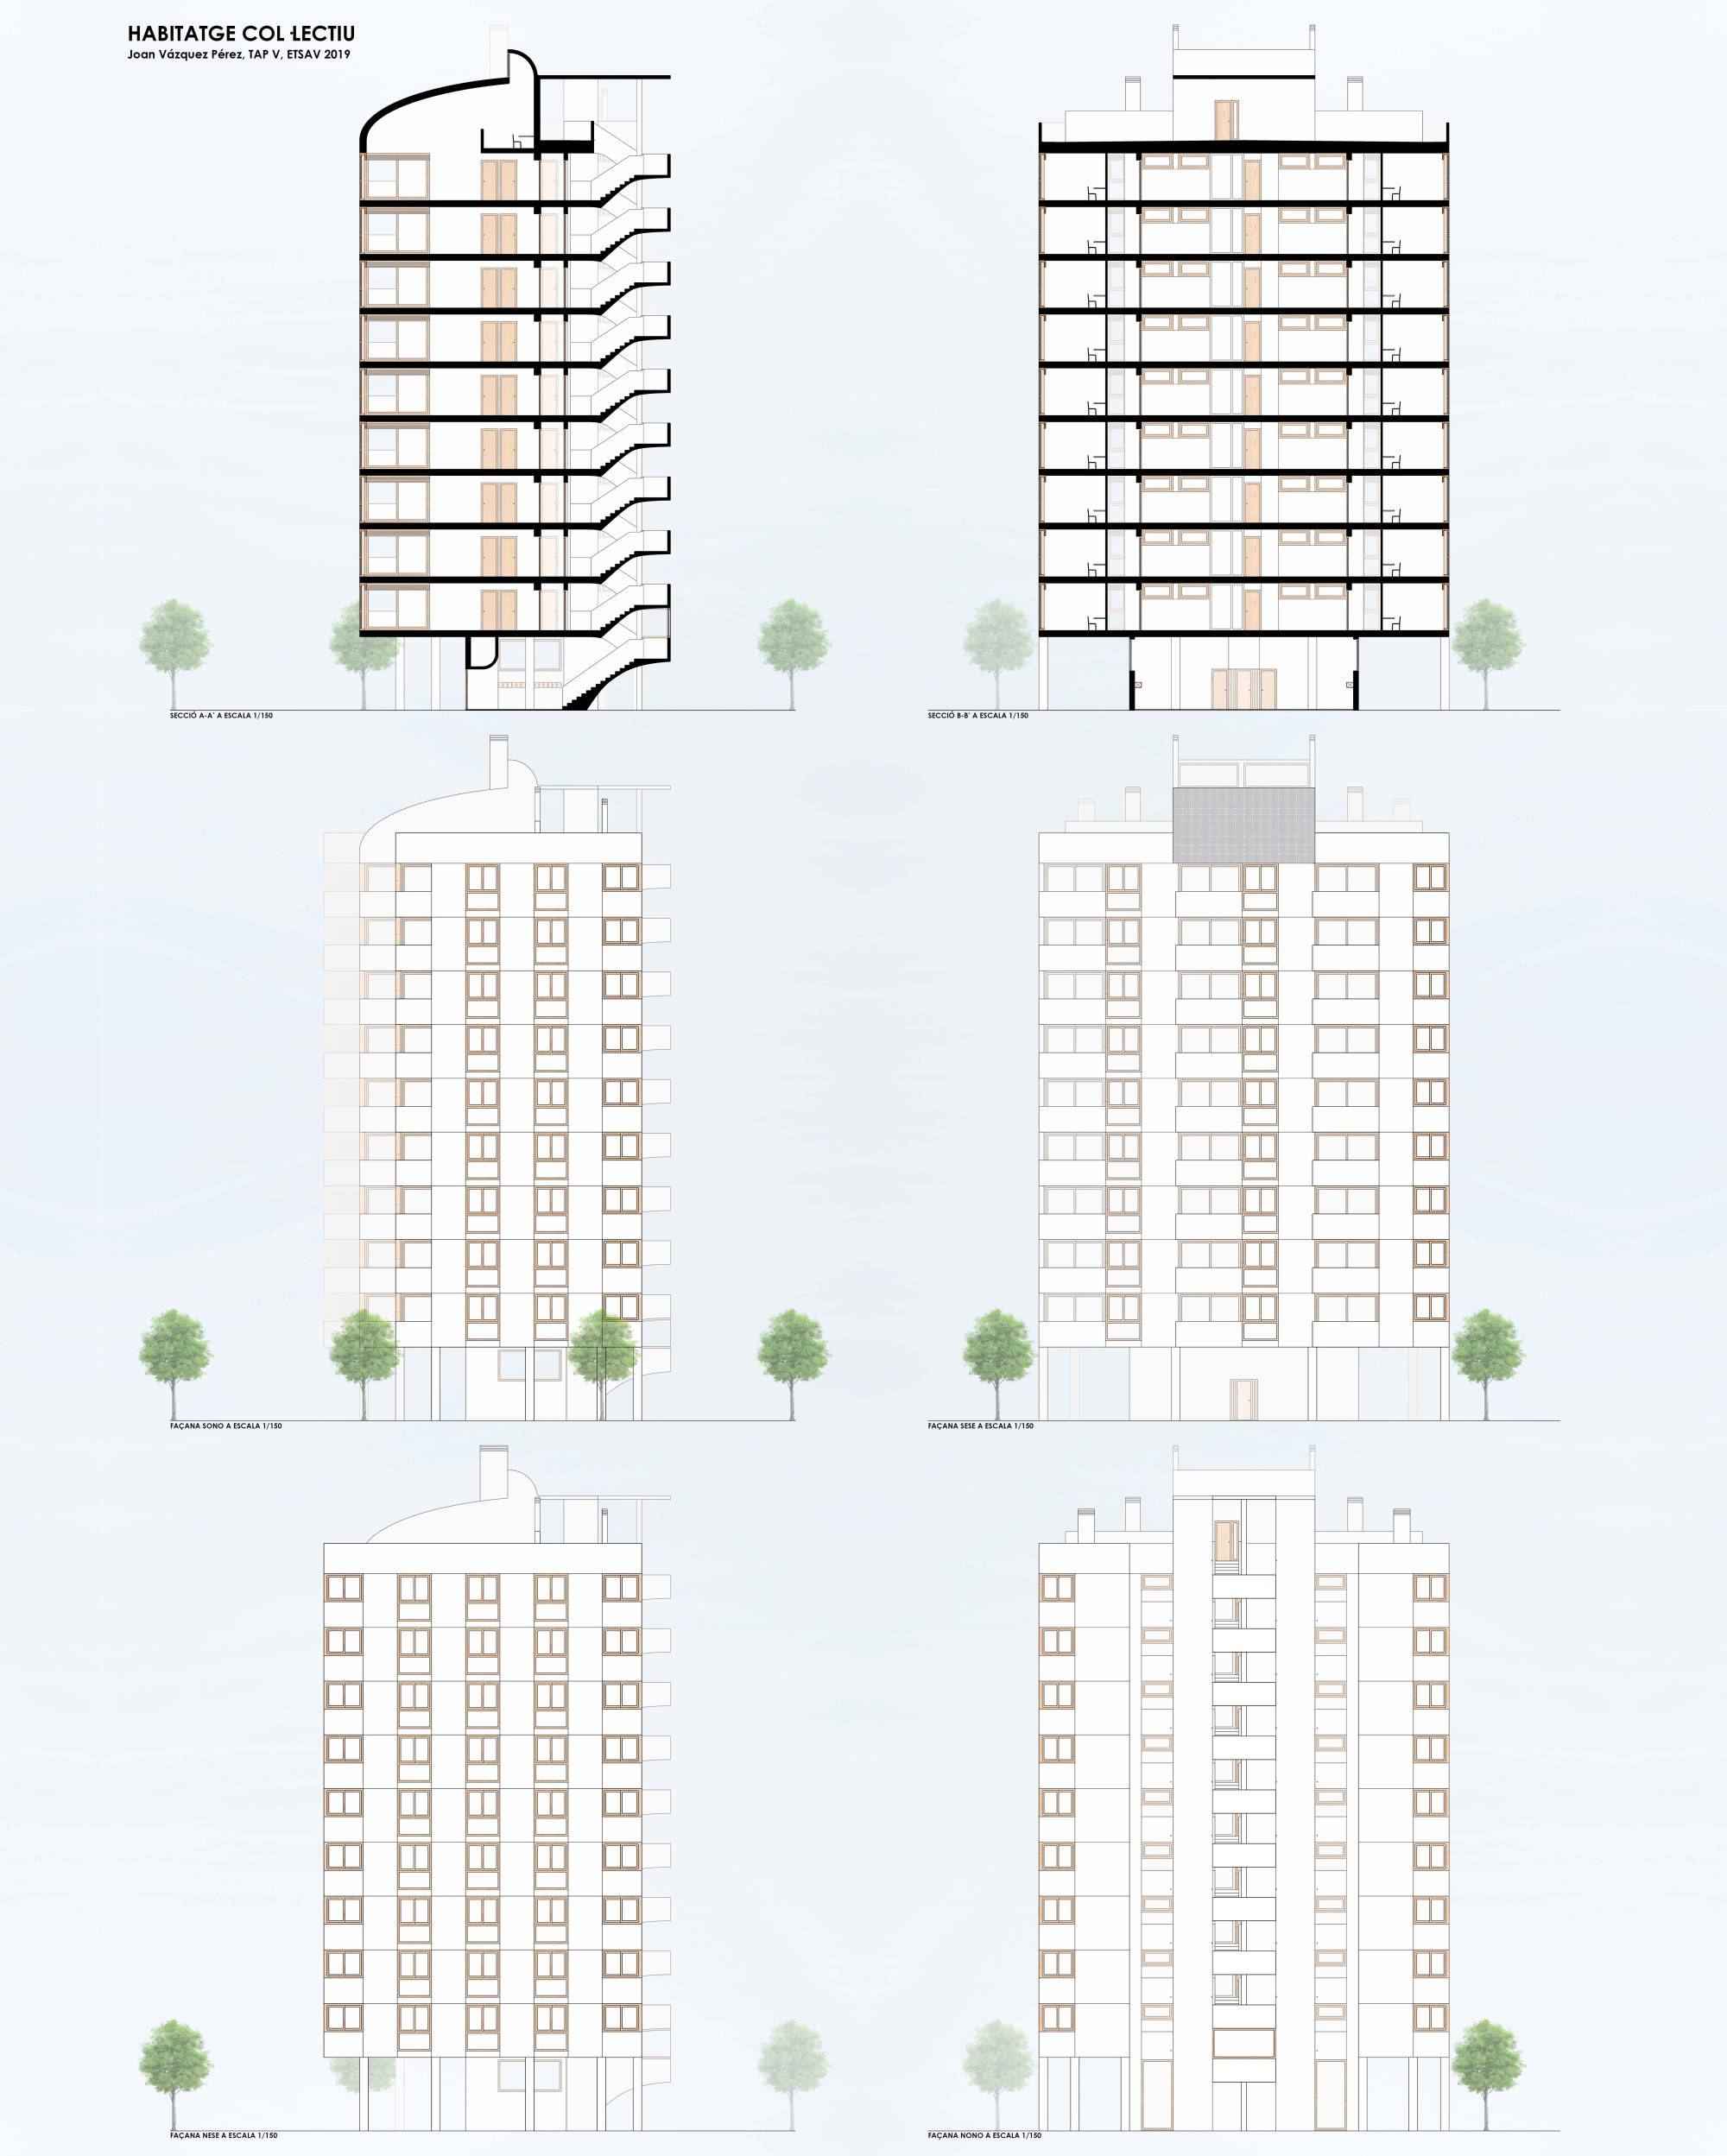 HABITATGE COL·LECTIU
Joan Vázquez Pérez, TAP V, ETSAV 2019
SECCIÓ A-A' A ESCALA 1/150
SECCIÓ B-B' A ESCALA 1/150
FAÇANA SONO A ESCALA 1/150
FAÇANA SESE A ESCALA 1/150
FAÇANA NESE A ESCALA 1/150
FAÇANA NONO A ESCALA 1/150